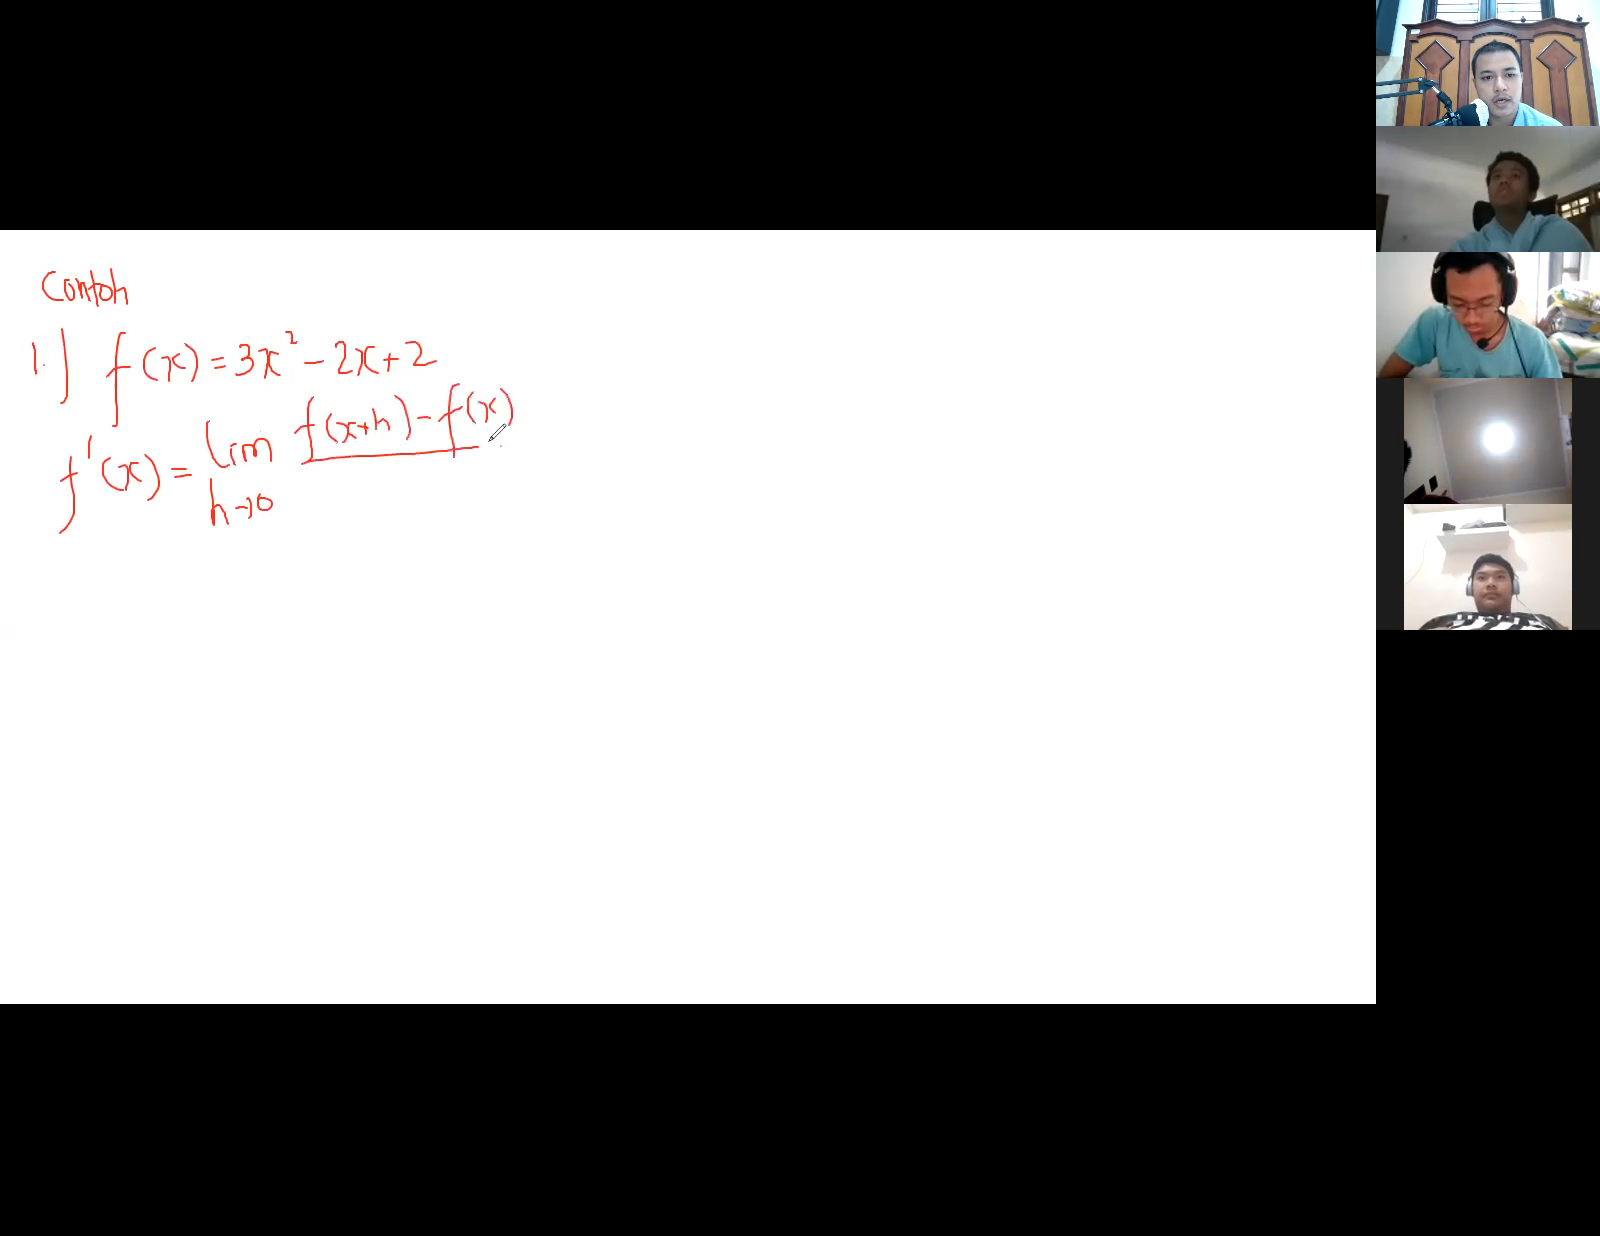 Contoh
1.) f(x) = 3x² - 2x + 2
f'(x) = lim f(x+h) - f(x)
h→0